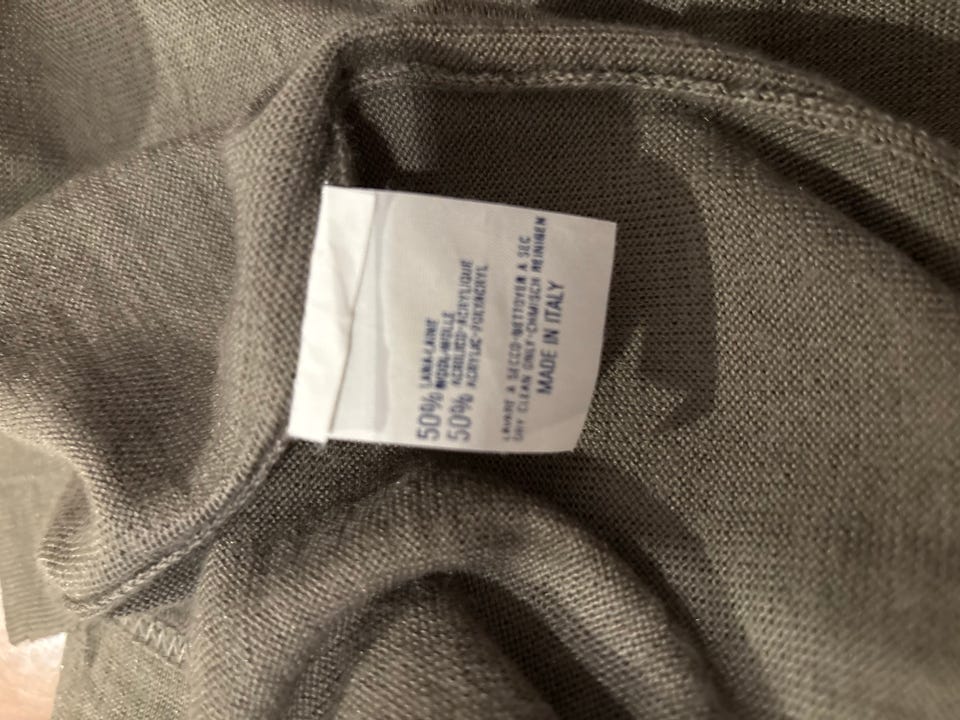 50% LANA-LAINE
WOOL-WOLLE
50% ACRILICO-ACRYLIQUE
ACRYLIC-POLYACRYL
LAVARE A SECCO-NETTOYER A SEC
DRY CLEAN ONLY-CHMISCH REINIGEN
MADE IN ITALY